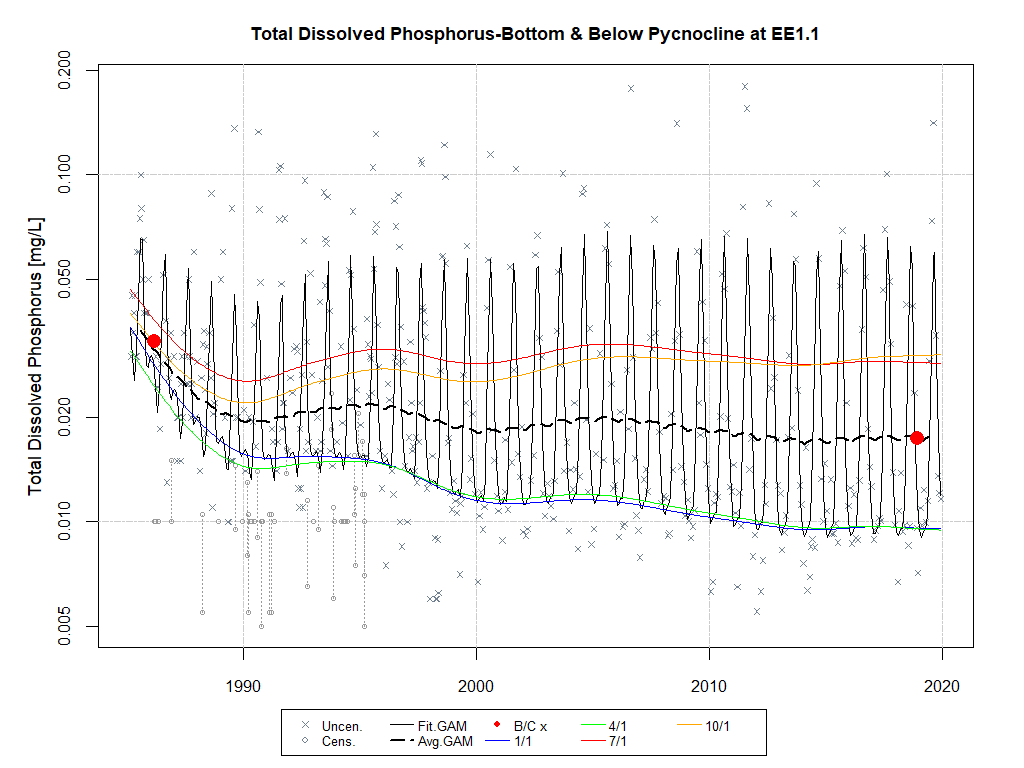 Total Dissolved Phosphorus-Bottom & Below Pycnocline at EE1.1
Total Dissolved Phosphorus [mg/L]
0.200
0.100
0.050
0.020
0.010
0.005
1990 2000 2010 2020
Uncen. Fit.GAM B/C x 4/1 10/1
Cens. Avg.GAM 1/1 7/1